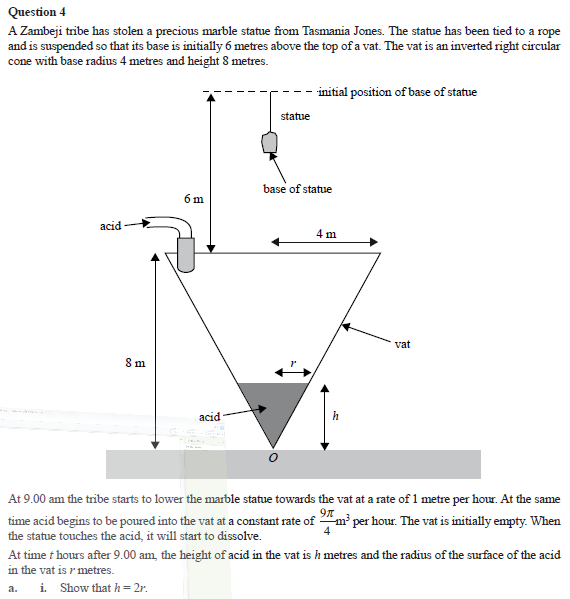 Question 4
A Zambeji tribe has stolen a precious marble statue from Tasmania Jones. The statue has been tied to a rope
and is suspended so that its base is initially 6 metres above the top of a vat. The vat is an inverted right circular
cone with base radius 4 metres and height 8 metres.
initial position of base of statue
statue
base of statue
6 m
acid
4 m
vat
8 m
r
acid
h
O
At 9.00 am the tribe starts to lower the marble statue towards the vat at a rate of 1 metre per hour. At the same
time acid begins to be poured into the vat at a constant rate of 9π/4 m³ per hour. The vat is initially empty. When
the statue touches the acid, it will start to dissolve.
At time t hours after 9.00 am, the height of acid in the vat is h metres and the radius of the surface of the acid
in the vat is r metres.
a. i. Show that h = 2r.